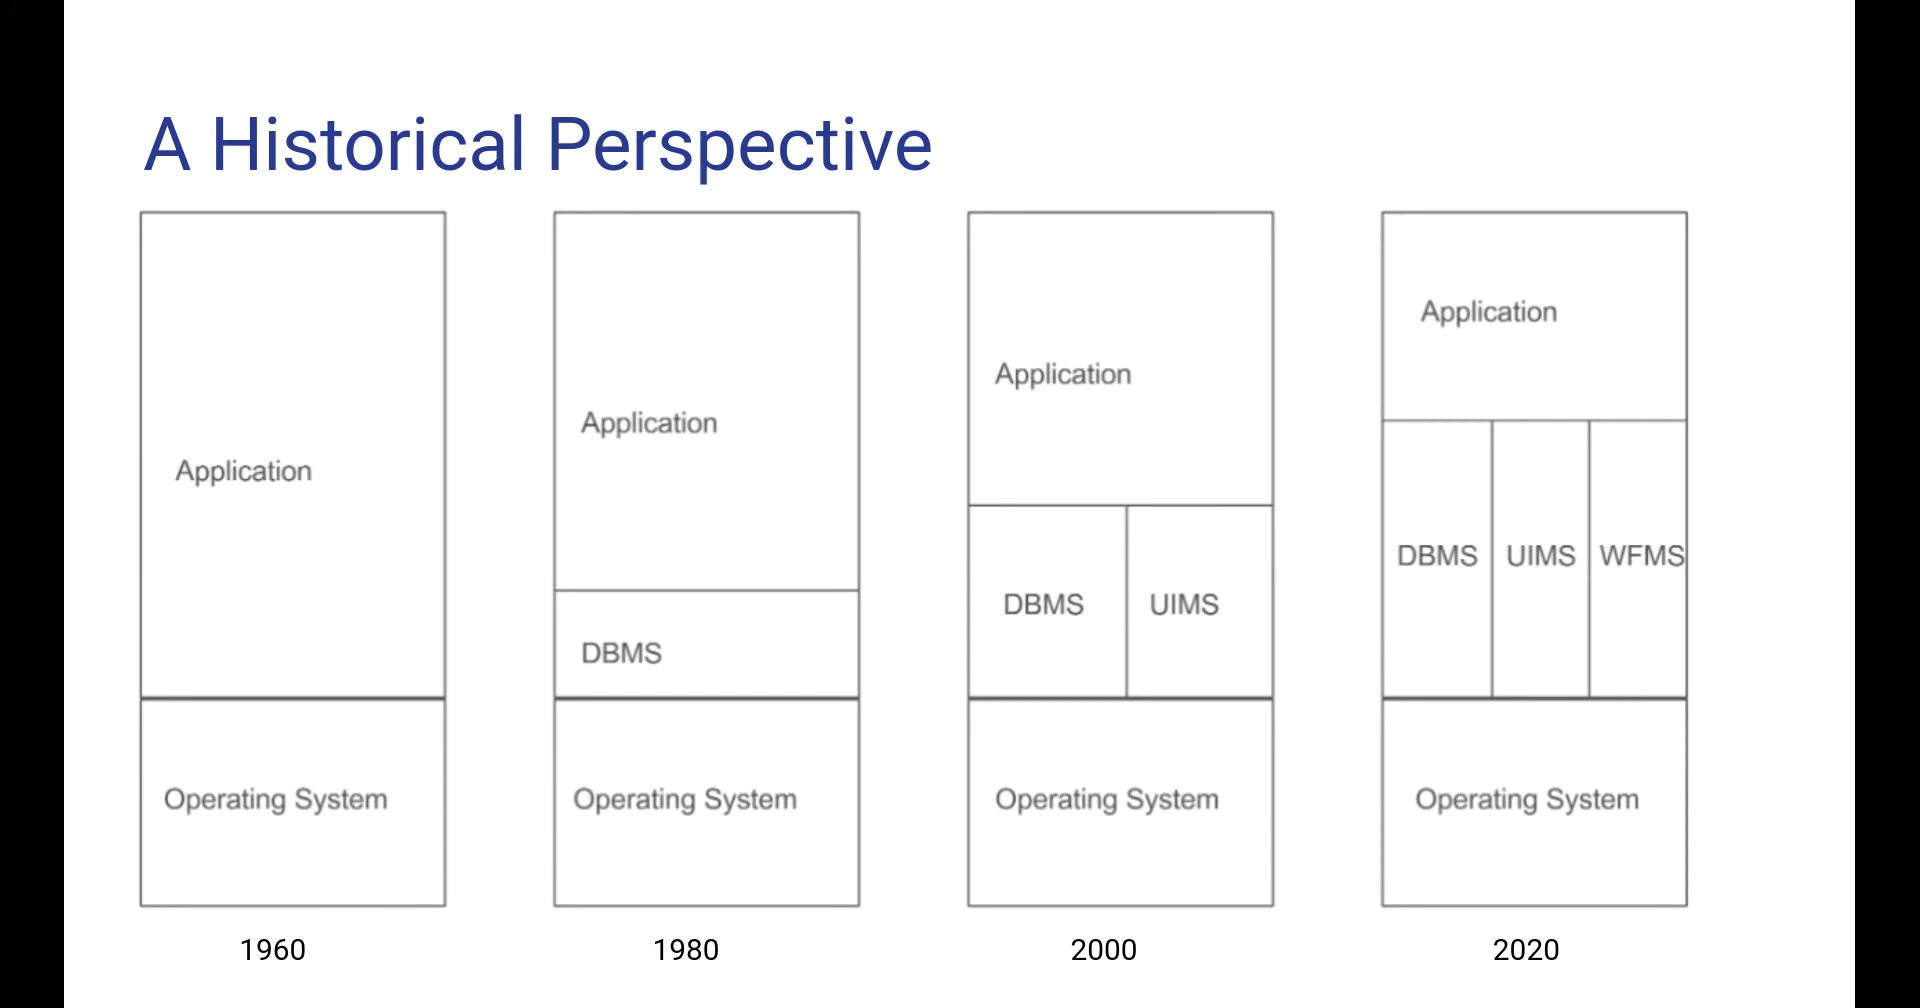 A Historical Perspective
Application
Operating System
1960
Application
DBMS
Operating System
1980
Application
DBMS
UIMS
Operating System
2000
Application
DBMS
UIMS
WFMS
Operating System
2020